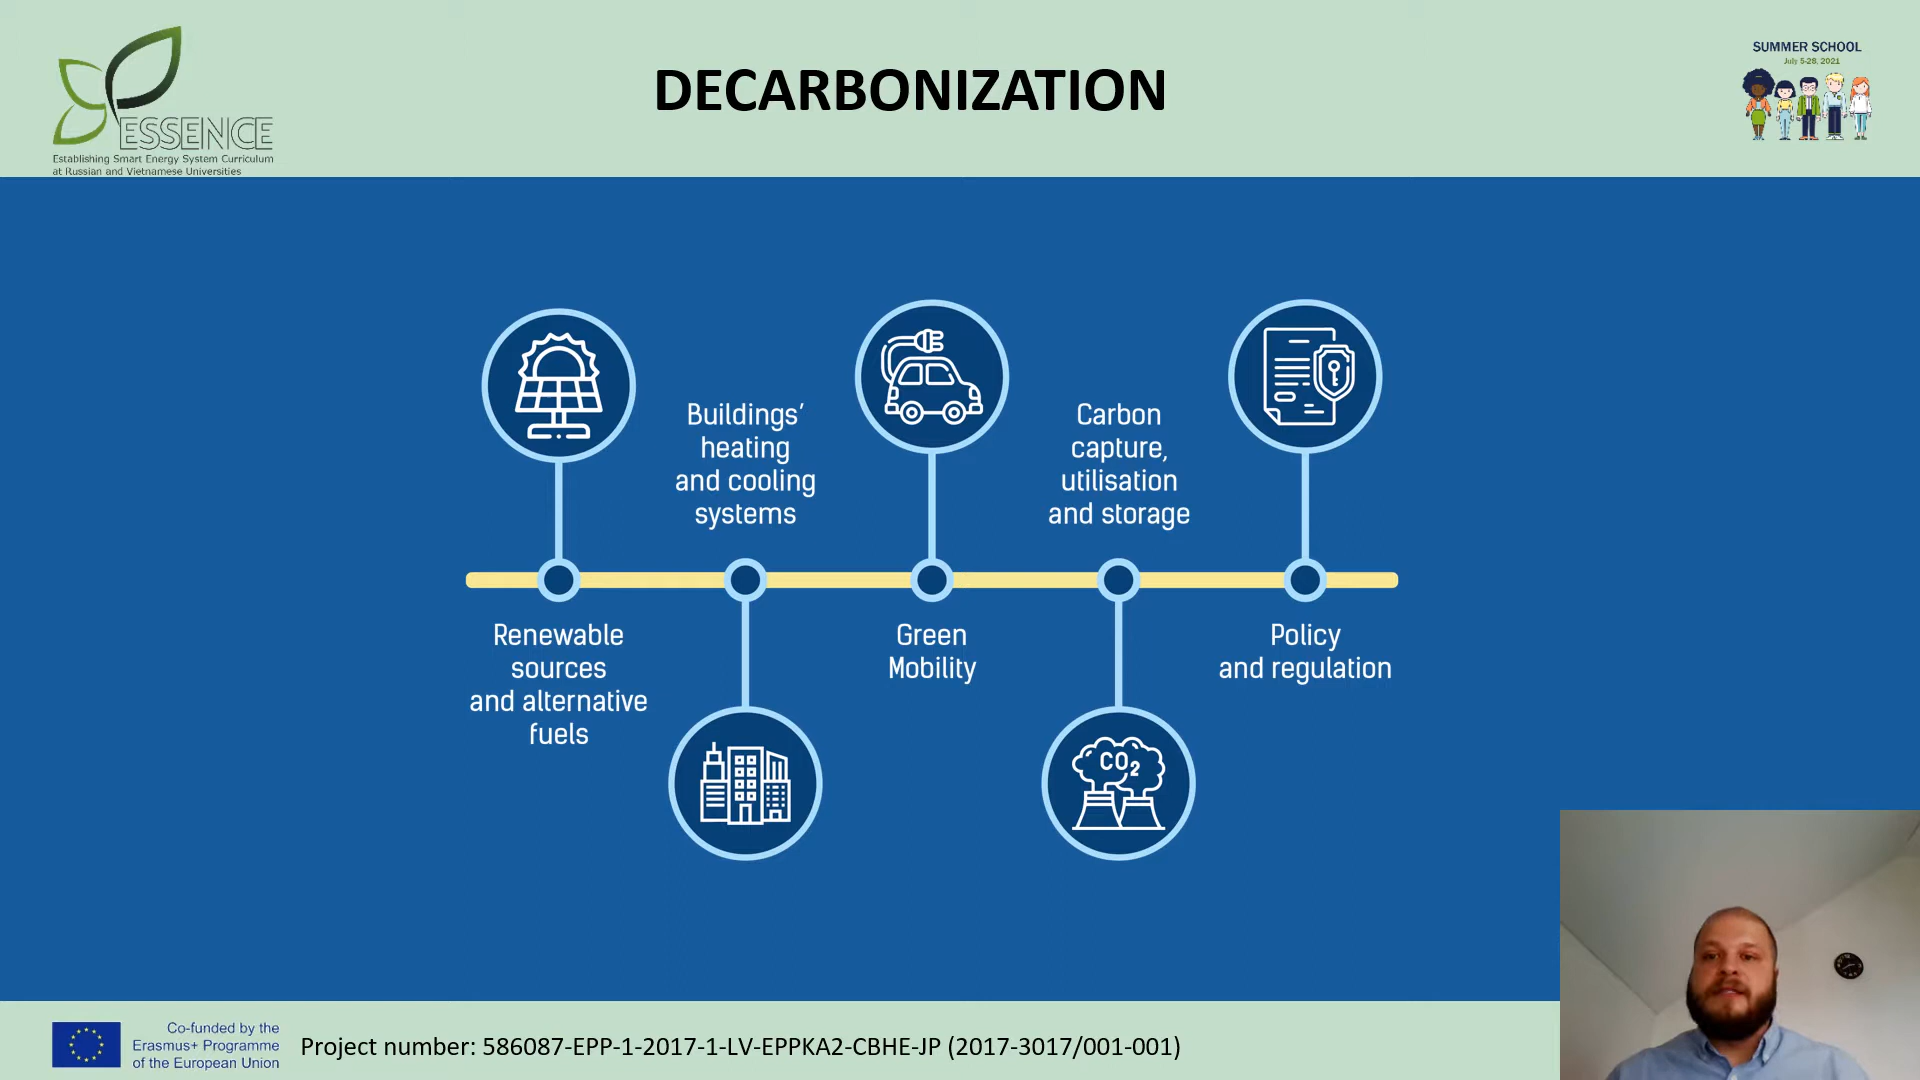 DECARBONIZATION
ESSENCE
Establishing Smart Energy System Curriculum
at Russian and Vietnamese Universities
SUMMER SCHOOL
July 5-28, 2021
Renewable
sources
and alternative
fuels
Buildings’
heating
and cooling
systems
Green
Mobility
Carbon
capture,
utilisation
and storage
CO2
Policy
and regulation
Co-funded by the
Erasmus+ Programme
of the European Union
Project number: 586087-EPP-1-2017-1-LV-EPPKA2-CBHE-JP (2017-3017/001-001)